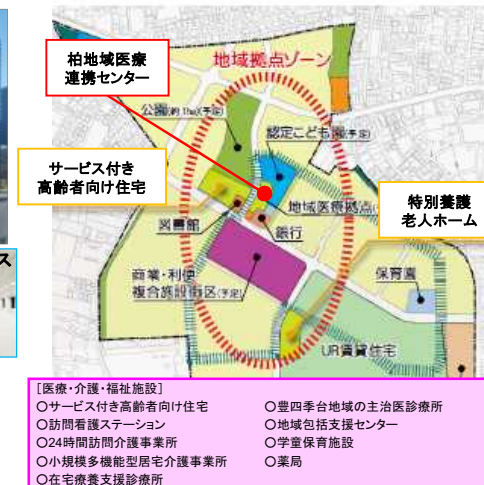 柏地域医療
連携センター
地域拠点ゾーン
公園(約1ha)(予定)
認定こども園(予定)
サービス付き
高齢者向け住宅
特別養護
老人ホーム
地域医療拠点
図書館
銀行
ス
商業・利便
複合施設街区(予定)
保育園
UR賃貸住宅
[医療・介護・福祉施設]
○サービス付き高齢者向け住宅
○訪問看護ステーション
○24時間訪問介護事業所
○小規模多機能型居宅介護事業所
○在宅療養支援診療所
○豊四季台地域の主治医診療所
○地域包括支援センター
○学童保育施設
○薬局